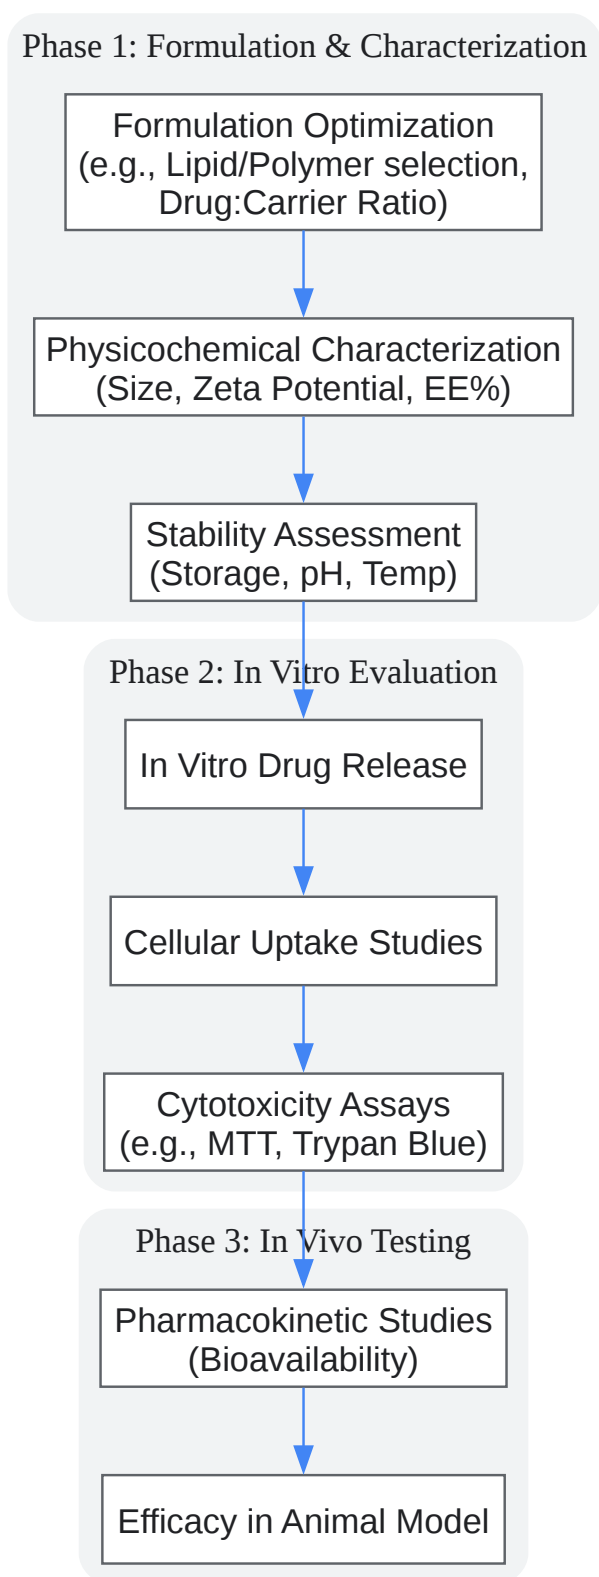 Phase 1: Formulation & Characterization
Formulation Optimization
(e.g., Lipid/Polymer selection,
Drug:Carrier Ratio)
Physicochemical Characterization
(Size, Zeta Potential, EE%)
Stability Assessment
(Storage, pH, Temp)
Phase 2: In Vitro Evaluation
In Vitro Drug Release
Cellular Uptake Studies
Cytotoxicity Assays
(e.g., MTT, Trypan Blue)
Phase 3: In Vivo Testing
Pharmacokinetic Studies
(Bioavailability)
Efficacy in Animal Model